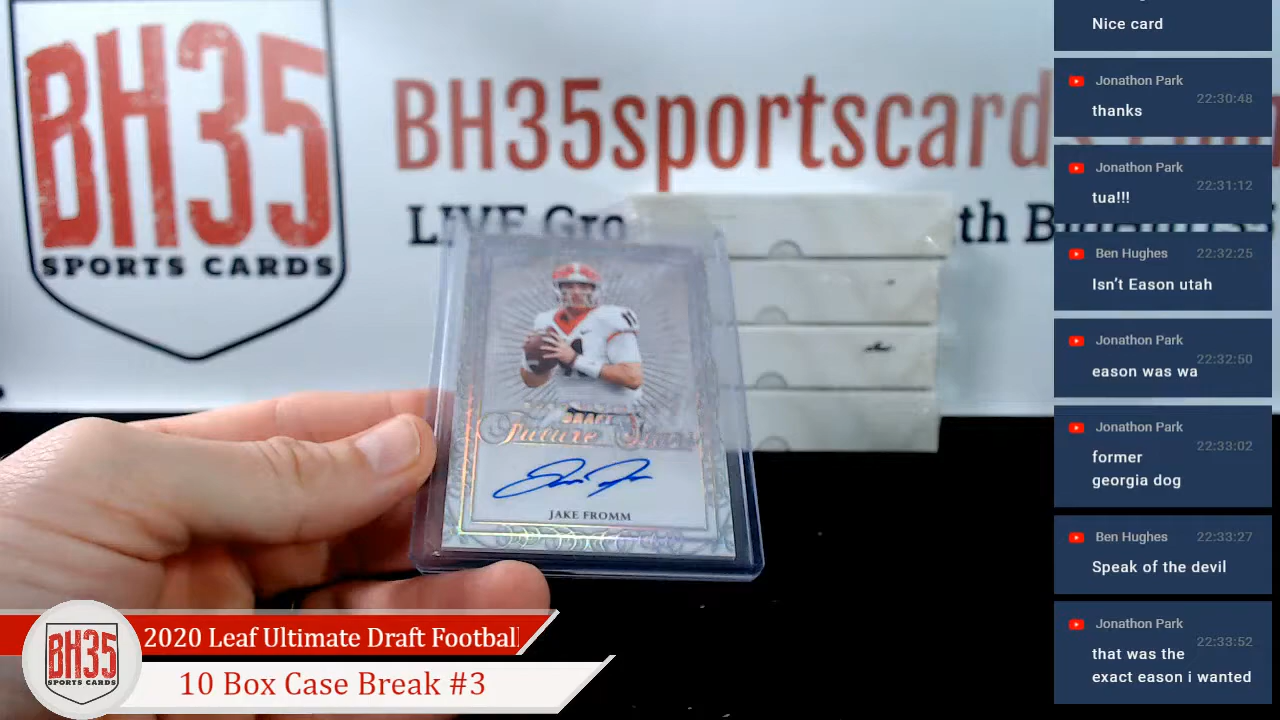 BH35
SPORTS CARDS
BH35sportscards
LIVE Gro
th B
DRAFT
Future Stars
JAKE FROMM
BH35
SPORTS CARDS
2020 Leaf Ultimate Draft Football
10 Box Case Break #3
Nice card
Jonathon Park
22:30:48
thanks
Jonathon Park
22:31:12
tua!!!
Ben Hughes
22:32:25
Isn't Eason utah
Jonathon Park
22:32:50
eason was wa
Jonathon Park
22:33:02
former
georgia dog
Ben Hughes
22:33:27
Speak of the devil
Jonathon Park
22:33:52
that was the
exact eason i wanted